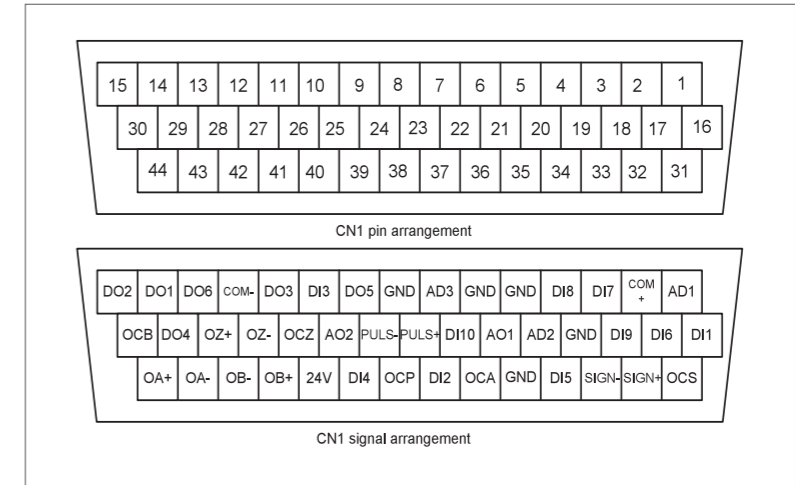 15 14 13 12 11 10 9 8 7 6 5 4 3 2 1
30 29 28 27 26 25 24 23 22 21 20 19 18 17 16
44 43 42 41 40 39 38 37 36 35 34 33 32 31
CN1 pin arrangement
DO2 DO1 DO6 COM- DO3 DI3 DO5 GND AD3 GND GND DI8 DI7 COM + AD1
OCB DO4 OZ+ OZ- OCZ AO2 PULS- PULS+ DI10 AO1 AD2 GND DI9 DI6 DI1
OA+ OA- OB- OB+ 24V DI4 OCP DI2 OCA GND DI5 SIGN- SIGN+ OCS
CN1 signal arrangement